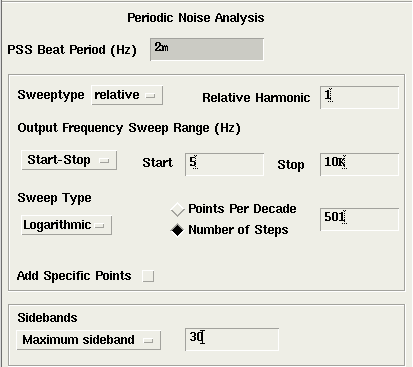 Periodic Noise Analysis
PSS Beat Period (Hz) 2m
Sweeptype relative Relative Harmonic 1
Output Frequency Sweep Range (Hz)
Start-Stop Start 5 Stop 10K
Sweep Type
Points Per Decade
Logarithmic Number of Steps 501
Add Specific Points
Sidebands
Maximum sideband 30